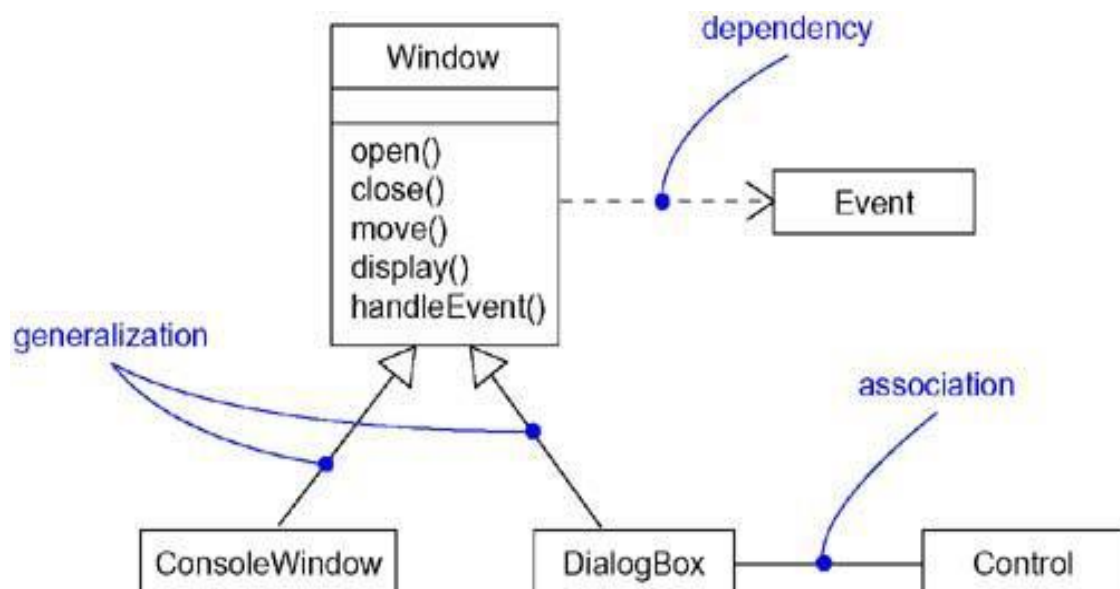 dependency
Window
open()
close()
move()
display()
handleEvent()
Event
generalization
association
ConsoleWindow
DialogBox
Control